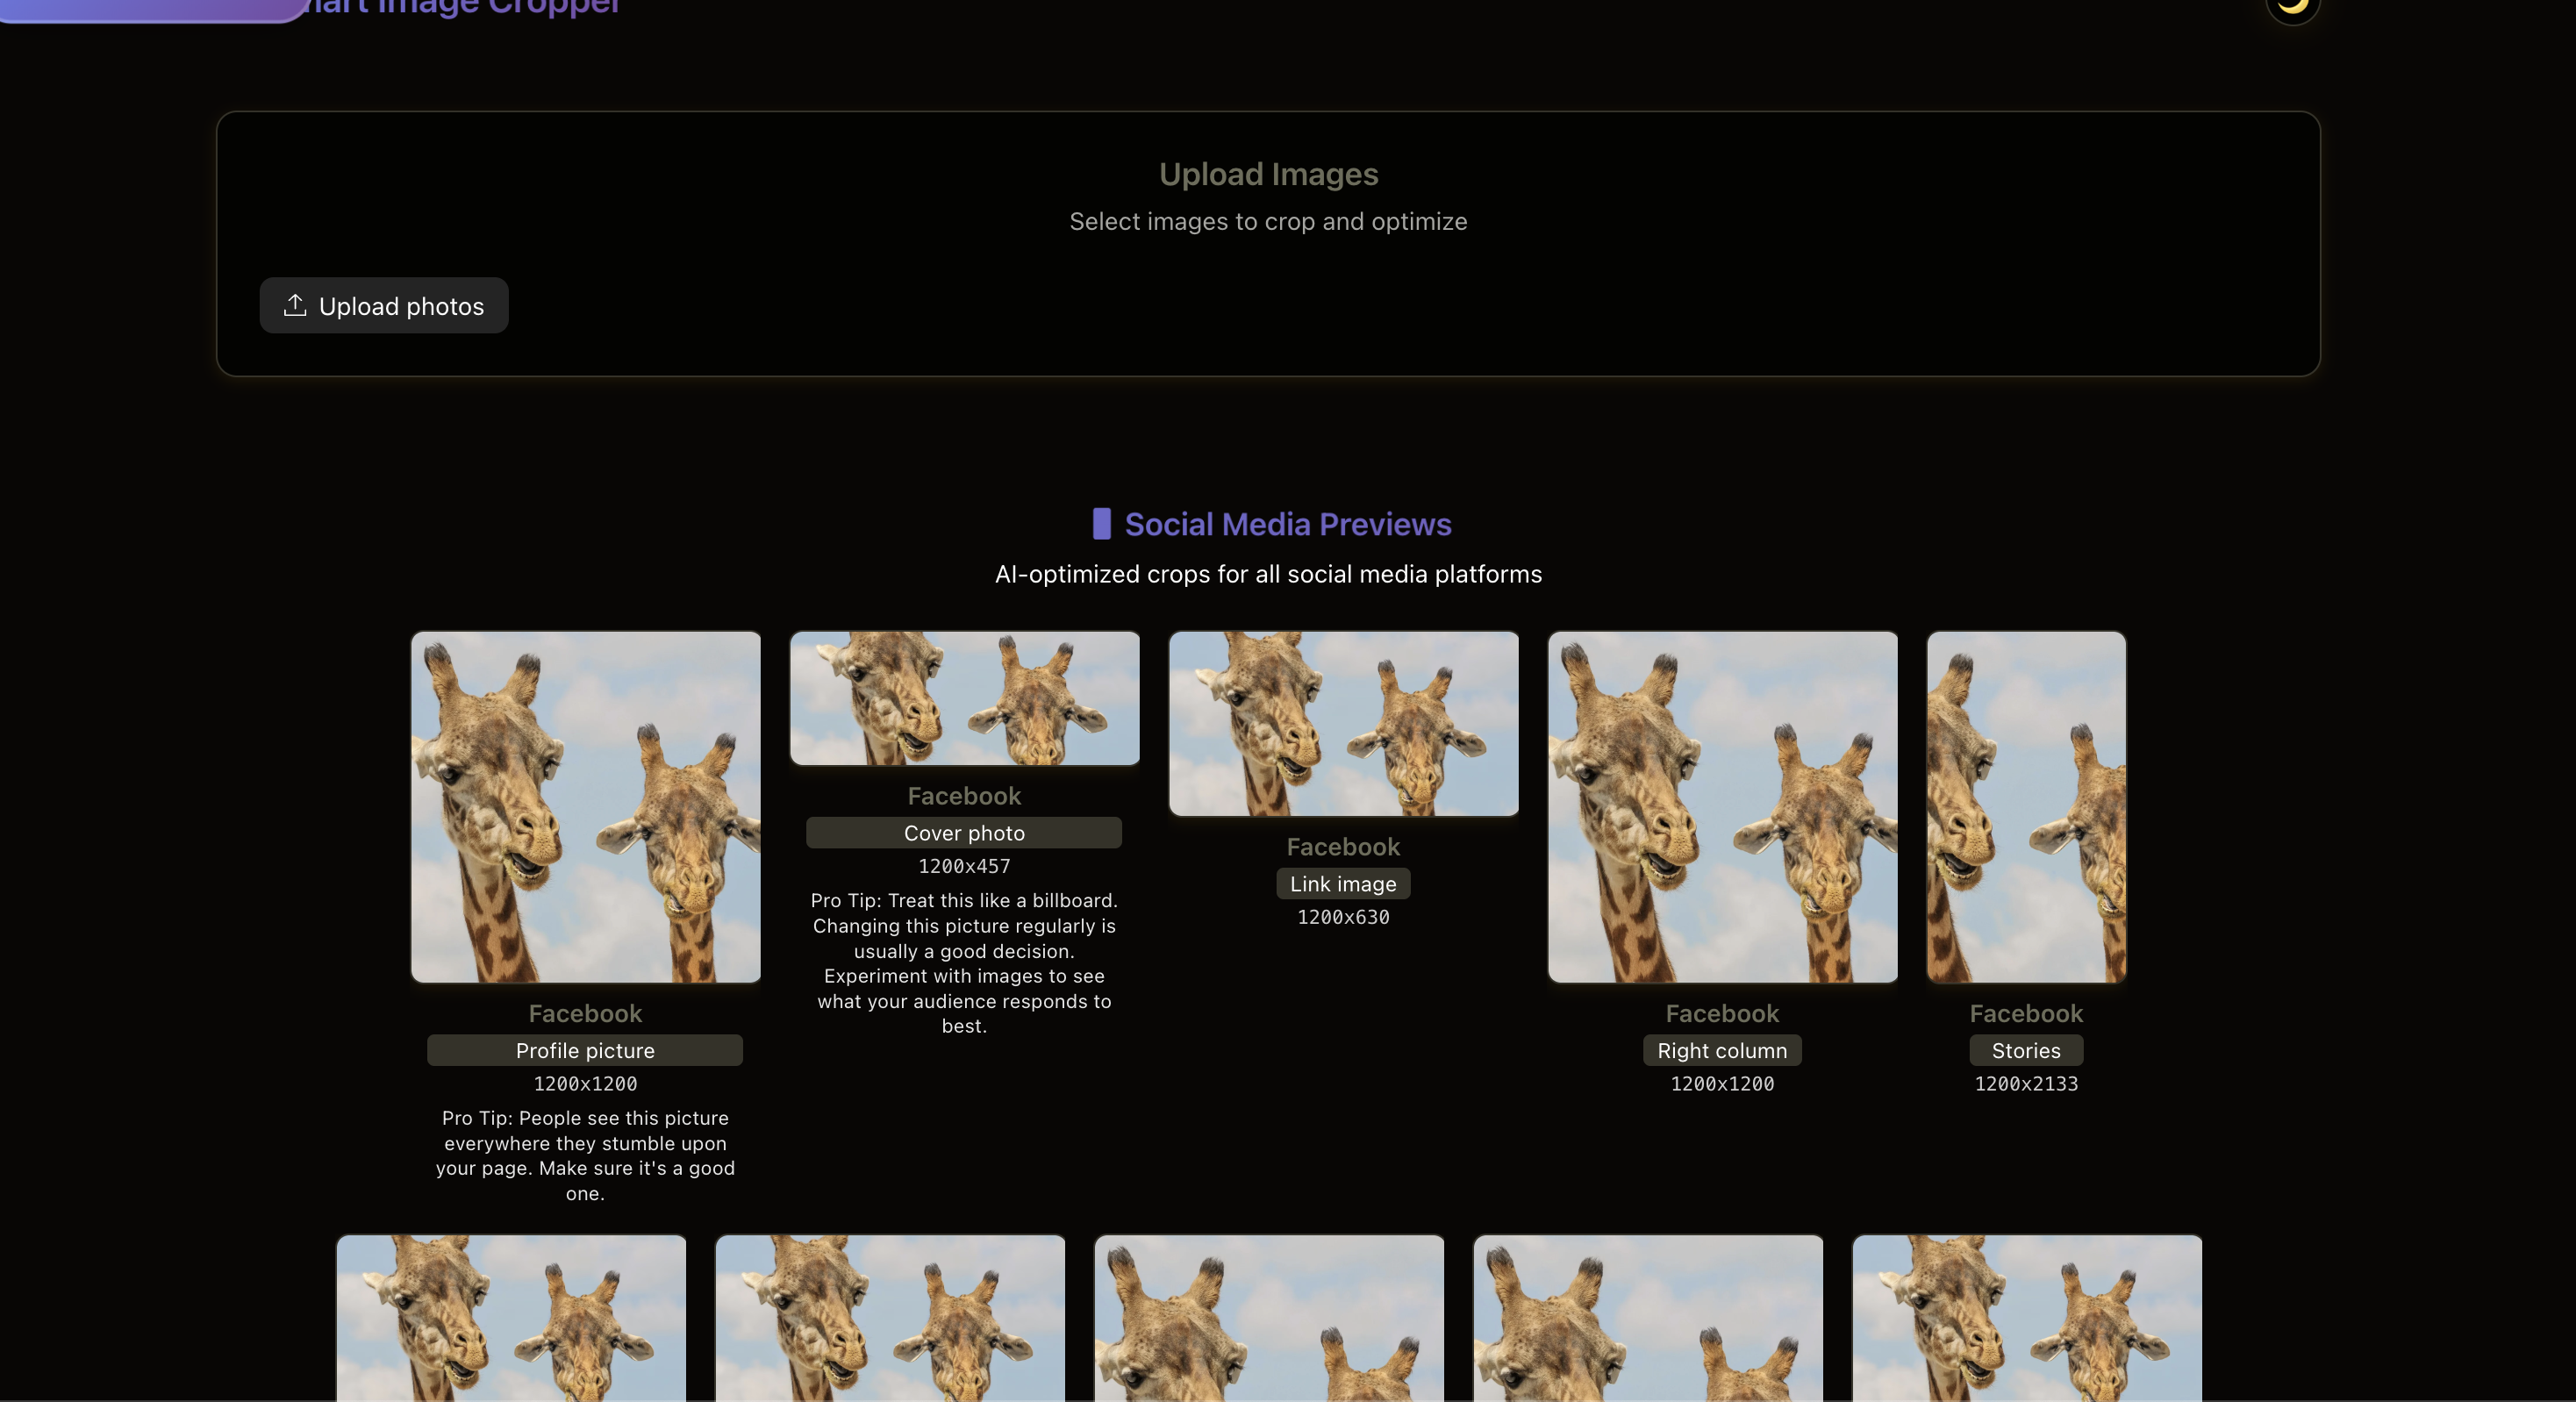 Image Cropper
Upload Images
Select images to crop and optimize
Upload photos
Social Media Previews
AI-optimized crops for all social media platforms
Facebook
Profile picture
1200x1200
Pro Tip: People see this picture
everywhere they stumble upon
your page. Make sure it's a good
one.
Facebook
Cover photo
1200x457
Pro Tip: Treat this like a billboard.
Changing this picture regularly is
usually a good decision.
Experiment with images to see
what your audience responds to
best.
Facebook
Link image
1200x630
Facebook
Right column
1200x1200
Facebook
Stories
1200x2133